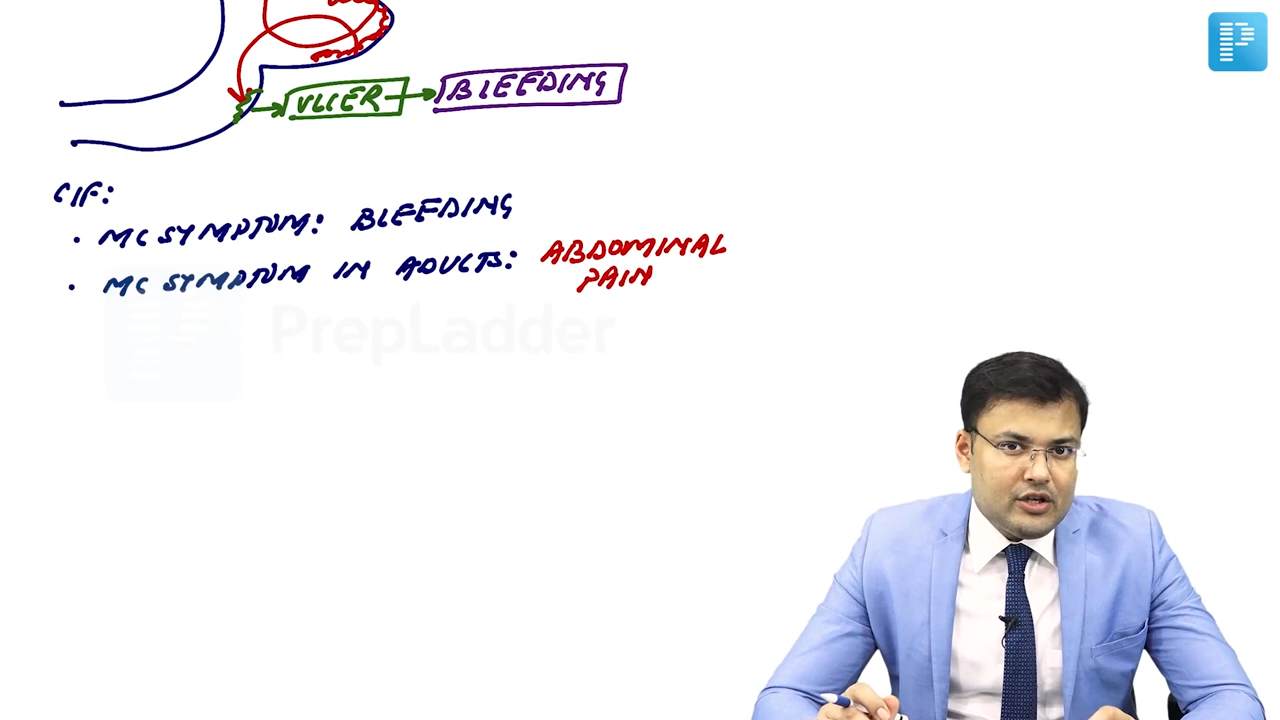 ULCER → BLEEDING
C/F:
• MC SYMPTOM: BLEEDING
• MC SYMPTOM IN ADULTS: ABDOMINAL
PAIN
PrepLadder